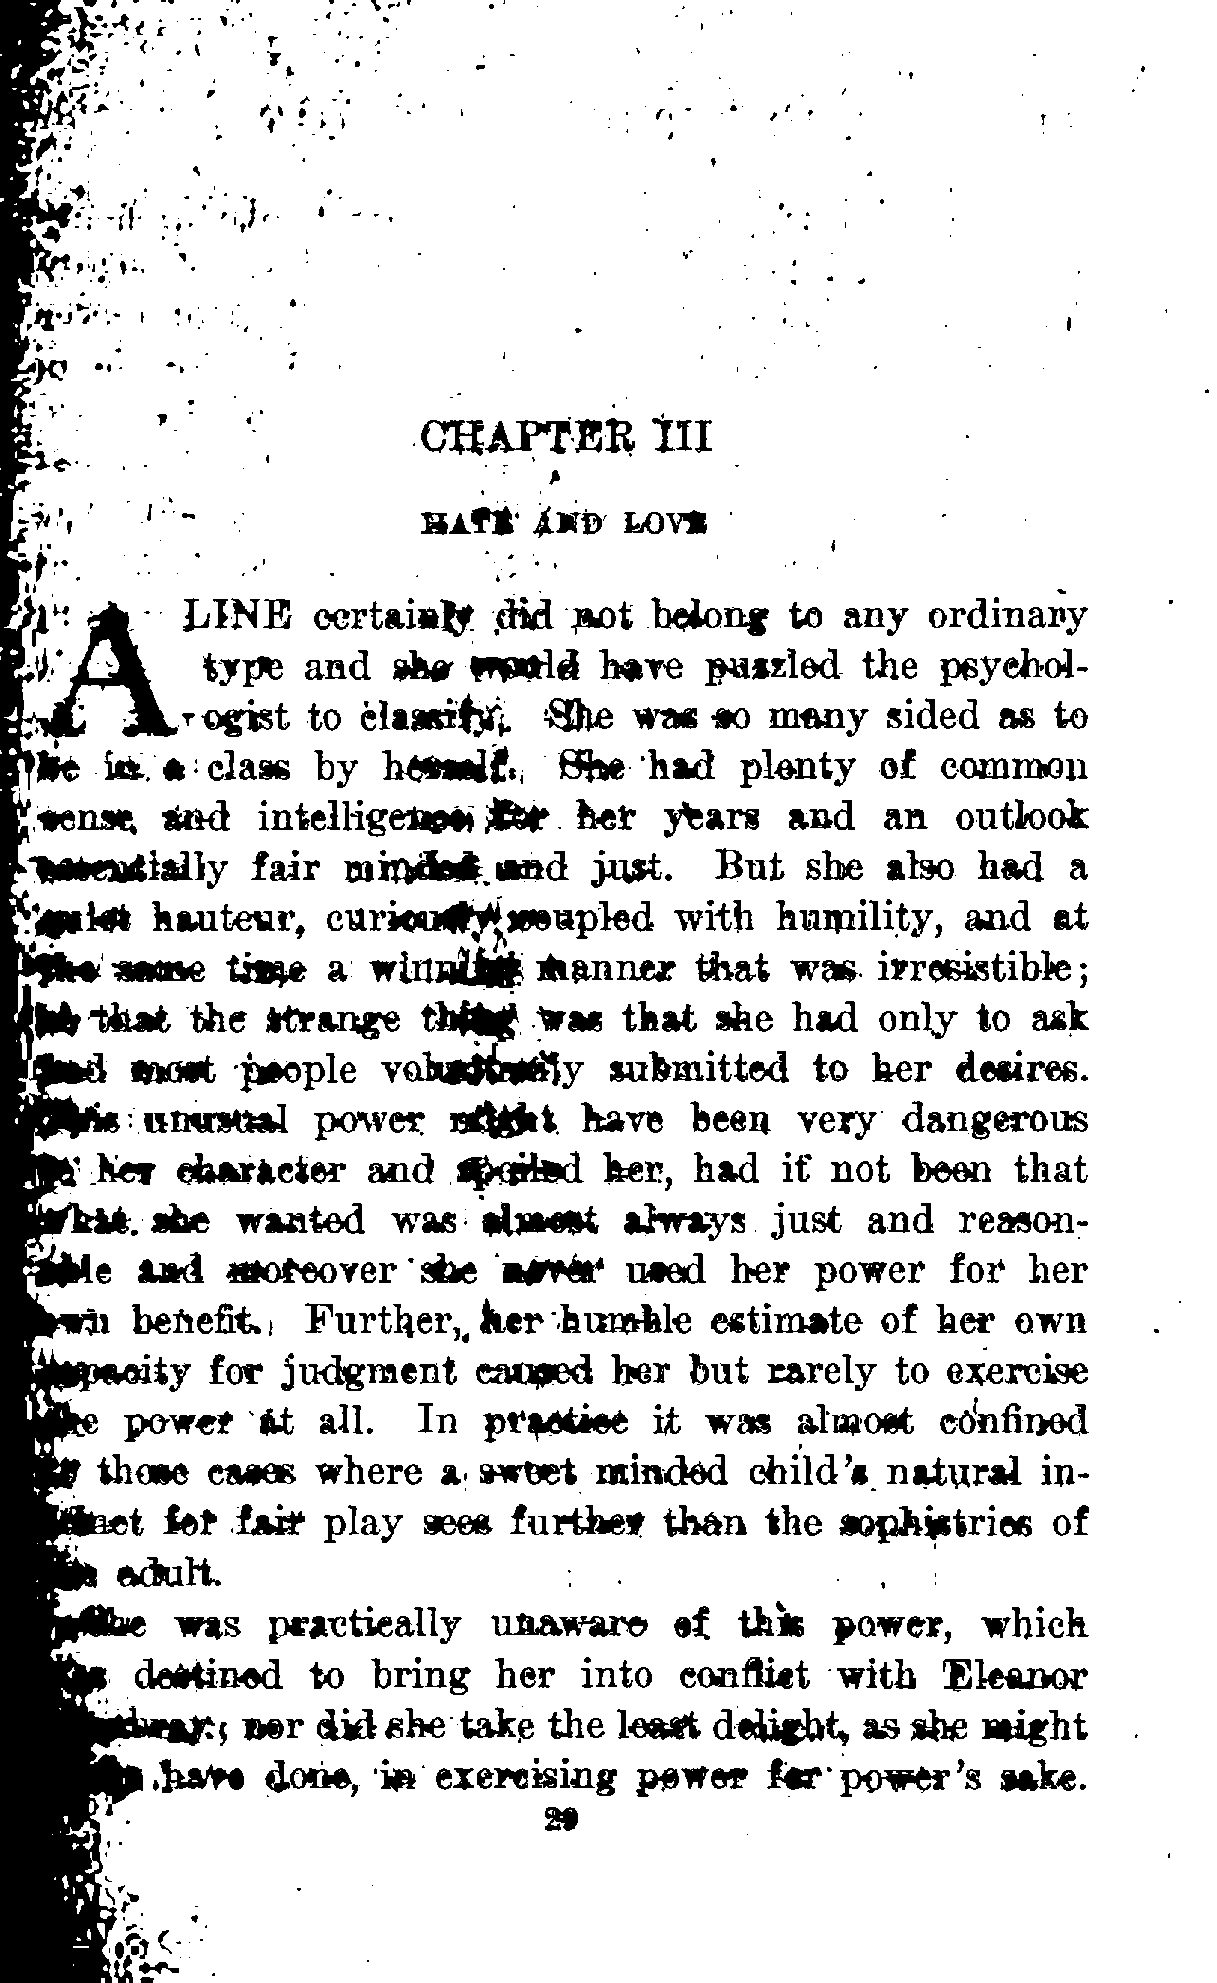 CHAPTER III
HATE AND LOVE
ALINE certainly did not belong to any ordinary
type and she would have puzzled the psychol-
ogist to classify. She was so many sided as to
be in a class by herself. She had plenty of common
sense and intelligence for her years and an outlook
essentially fair minded and just. But she also had a
quiet hauteur, curiously coupled with humility, and at
the same time a winning manner that was irresistible;
so that the strange thing was that she had only to ask
and most people voluntarily submitted to her desires.
This unusual power might have been very dangerous
to her character and spoiled her, had it not been that
what she wanted was almost always just and reason-
able and moreover she never used her power for her
own benefit. Further, her humble estimate of her own
capacity for judgment caused her but rarely to exercise
the power at all. In practice it was almost confined
to those cases where a sweet minded child's natural in-
stinct for fair play sees further than the sophistries of
adult.
She was practically unaware of this power, which
was destined to bring her into conflict with Eleanor
nor did she take the least delight, as she might
have done, in exercising power for power's sake.
29